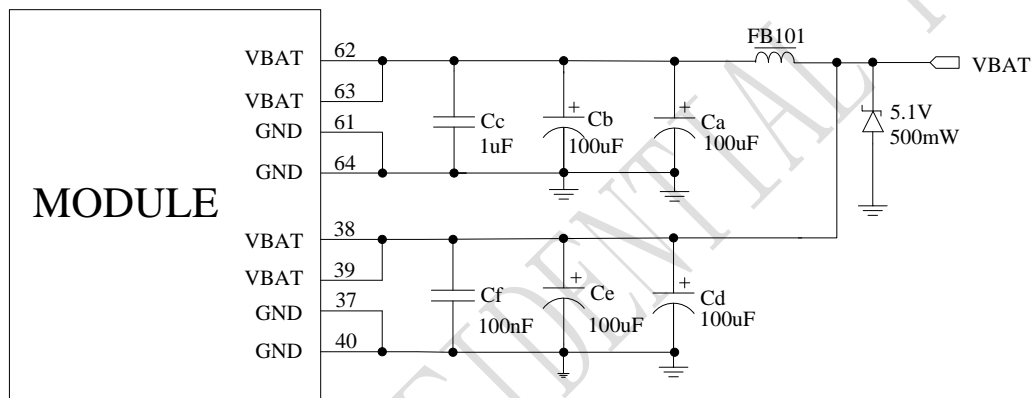 FB101
VBAT 62
VBAT
VBAT 63
GND 61
Cc
1uF
Cb
100uF
Ca
100uF
5.1V
500mW
GND 64
MODULE
VBAT 38
VBAT 39
GND 37
Cf
100nF
Ce
100uF
Cd
100uF
GND 40